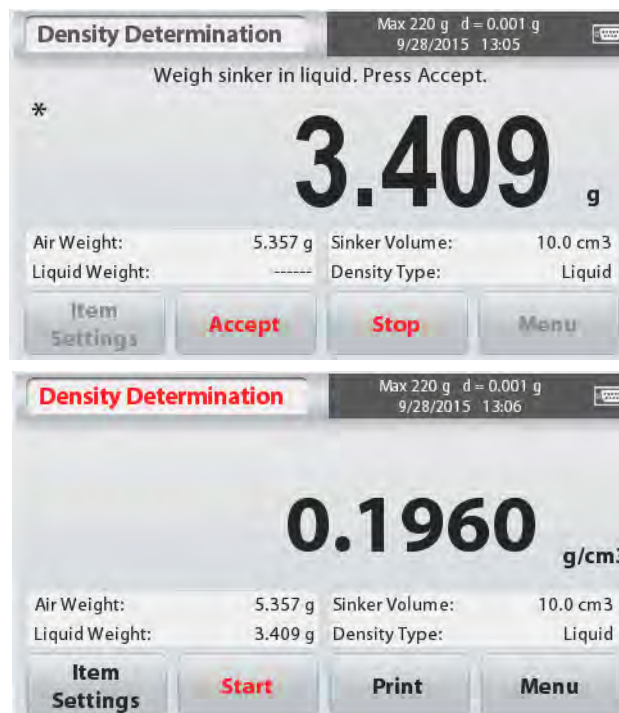 Density Determination
Max 220 g d = 0.001 g
9/28/2015 13:05
Weigh sinker in liquid. Press Accept.
*
3.409 g
Air Weight: 5.357 g Sinker Volume: 10.0 cm3
Liquid Weight: ------ Density Type: Liquid
Item Settings Accept Stop Menu
Density Determination
Max 220 g d = 0.001 g
9/28/2015 13:06
0.1960 g/cm3
Air Weight: 5.357 g Sinker Volume: 10.0 cm3
Liquid Weight: 3.409 g Density Type: Liquid
Item Settings Start Print Menu